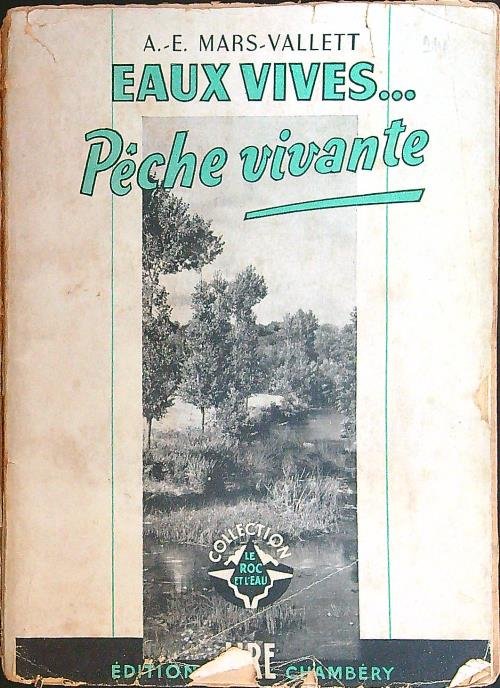 A.-E. MARS-VALLETT
EAUX VIVES...
Pêche vivante
COLLECTION
LE
ROC
ET L'EAU
CHAMBÉRY